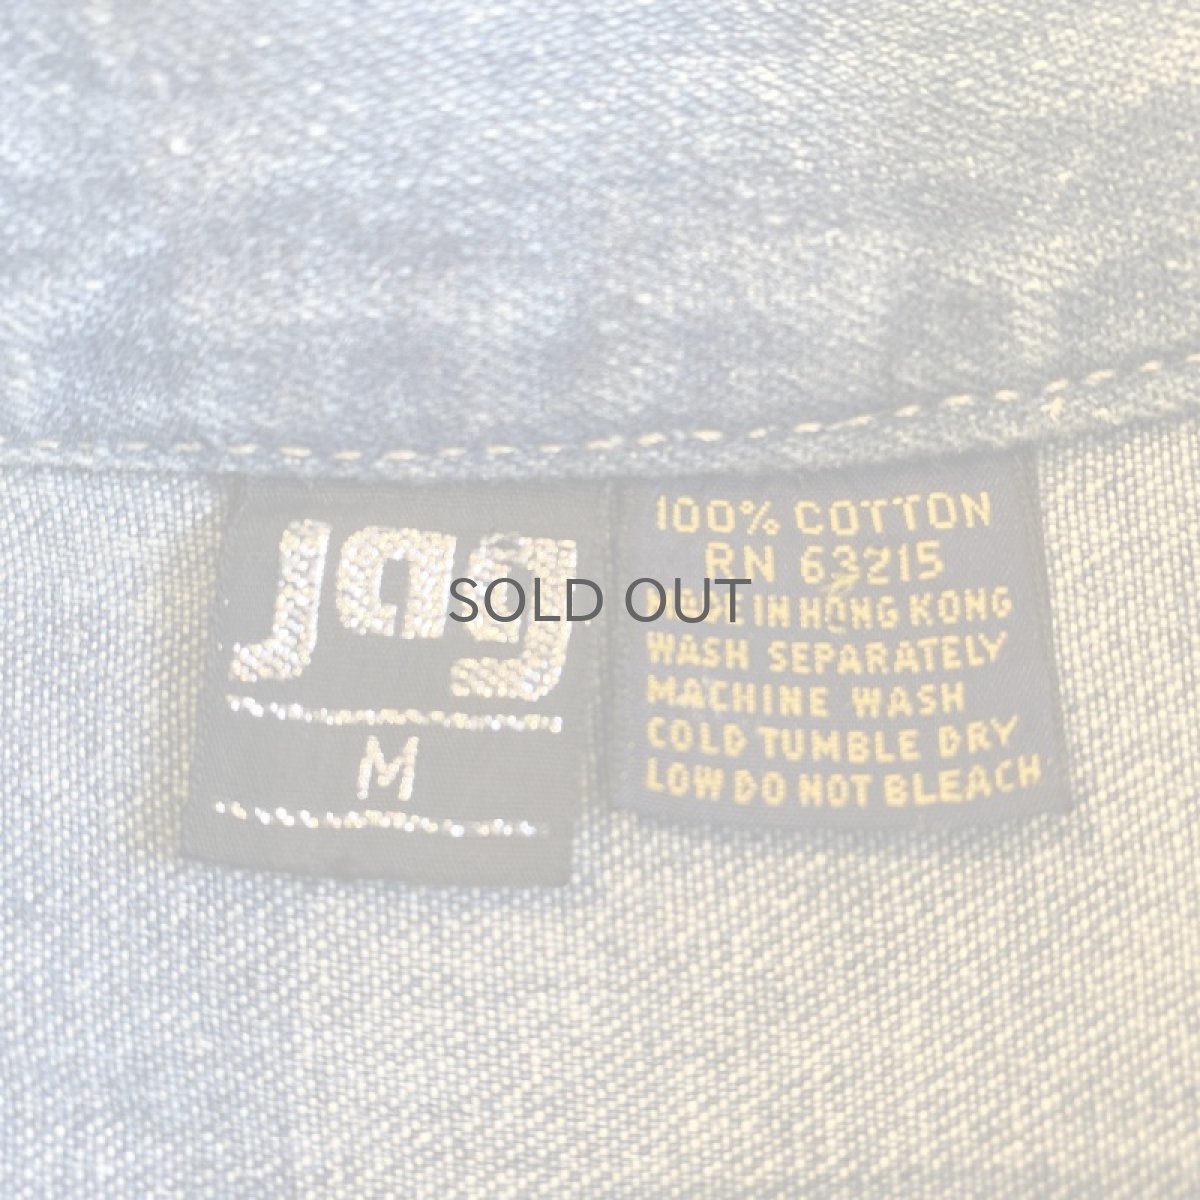 jag
M
100% COTTON
RN 63215
MADE IN HONG KONG
WASH SEPARATELY
MACHINE WASH
COLD TUMBLE DRY
LOW DO NOT BLEACH
SOLD OUT